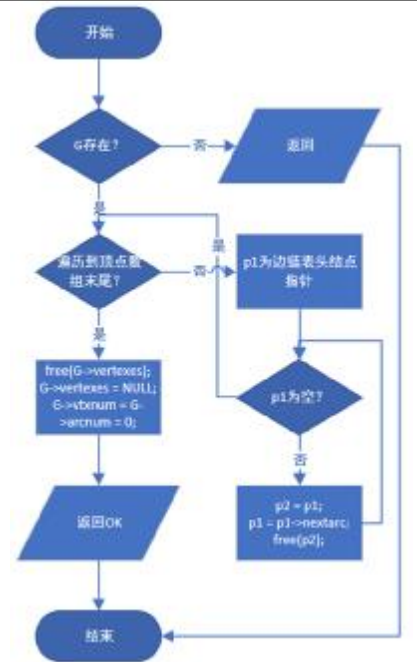 开始
G存在？
否
返回
是
遍历到顶点数
组末尾？
否
是
p1为边链表头结点
指针
是
free(G->vertexes);
G->vertexes = NULL;
G->vtxnum = G-
>arcnum = 0;
p1为空？
否
p2 = p1;
p1 = p1->nextarc;
free(p2);
返回OK
结束